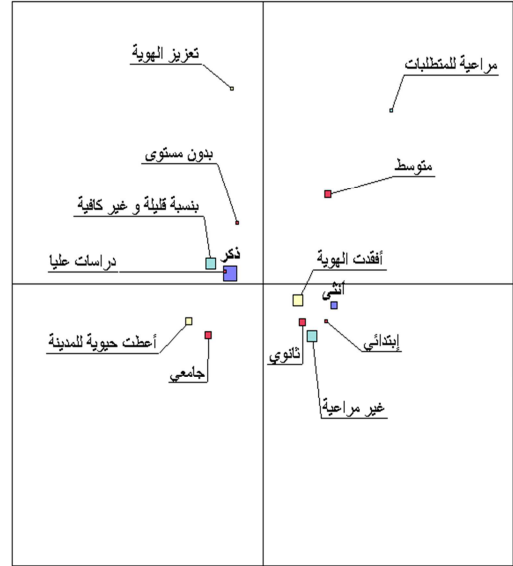 تعزيز الهوية
مراعية للمتطلبات
بدون مستوى
متوسط
بنسبة قليلة و غير كافية
ذكر
دراسات عليا
أفقدت الهوية
أنثى
أعطت حيوية للمدينة
جامعي
ثانوي
إبتدائي
غير مراعية